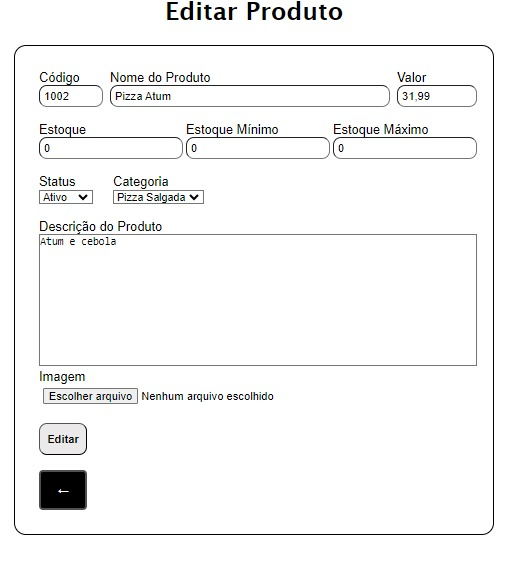 Editar Produto
Código Nome do Produto Valor
1002 Pizza Atum 31,99
Estoque Estoque Mínimo Estoque Máximo
0 0 0
Status Categoria
Ativo Pizza Salgada
Descrição do Produto
Atum e cebola
Imagem
Escolher arquivo Nenhum arquivo escolhido
Editar
←